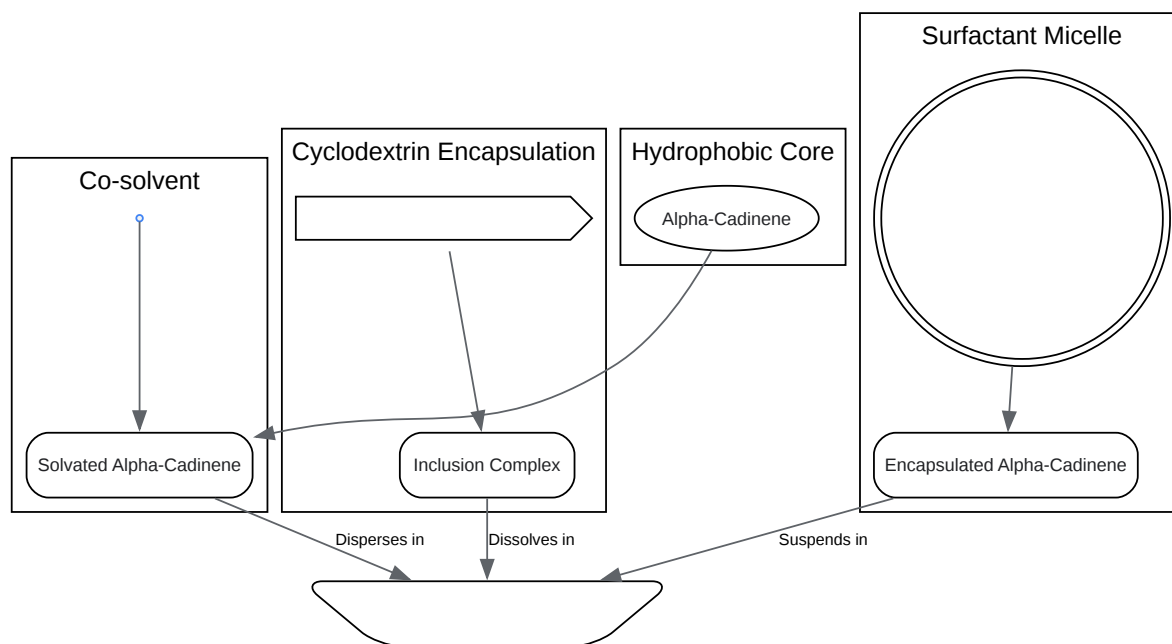 Surfactant Micelle
Cyclodextrin Encapsulation
Hydrophobic Core
Co-solvent
Alpha-Cadinene
Solvated Alpha-Cadinene
Inclusion Complex
Encapsulated Alpha-Cadinene
Disperses in
Dissolves in
Suspends in